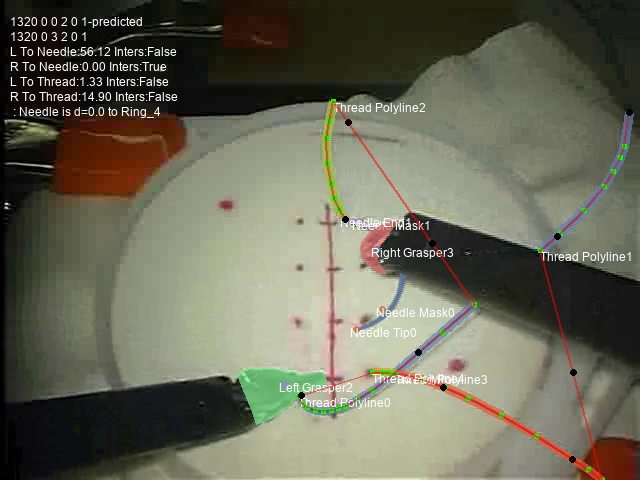 1320 0 0 2 0 1-predicted
1320 0 3 2 0 1
L To Needle:56.12 Inters:False
R To Needle:0.00 Inters:True
L To Thread:1.33 Inters:False
R To Thread:14.90 Inters:False
: Needle is d=0.0 to Ring_4
Thread Polyline2
Needle End1
Mask1
Right Grasper3
Thread Polyline1
Needle Mask0
Needle Tip0
Thread
Polyline3
Left Grasper2
Thread Polyline0